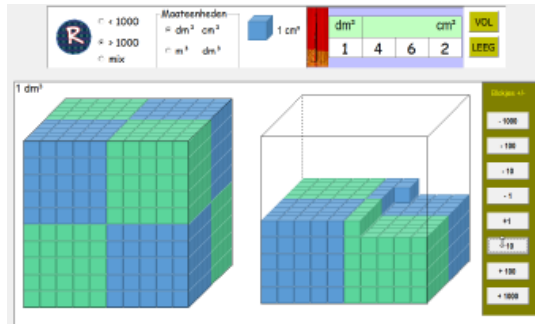 R
< 1000
> 1000
mix
Maateenheden
dm³ cm³
m³ dm³
1 cm³
dm³ cm³
1 4 6 2
VOL
LEEG
1 dm³
Blokjes +/-
- 1000
- 100
- 10
- 1
+1
+ 100
+ 1000